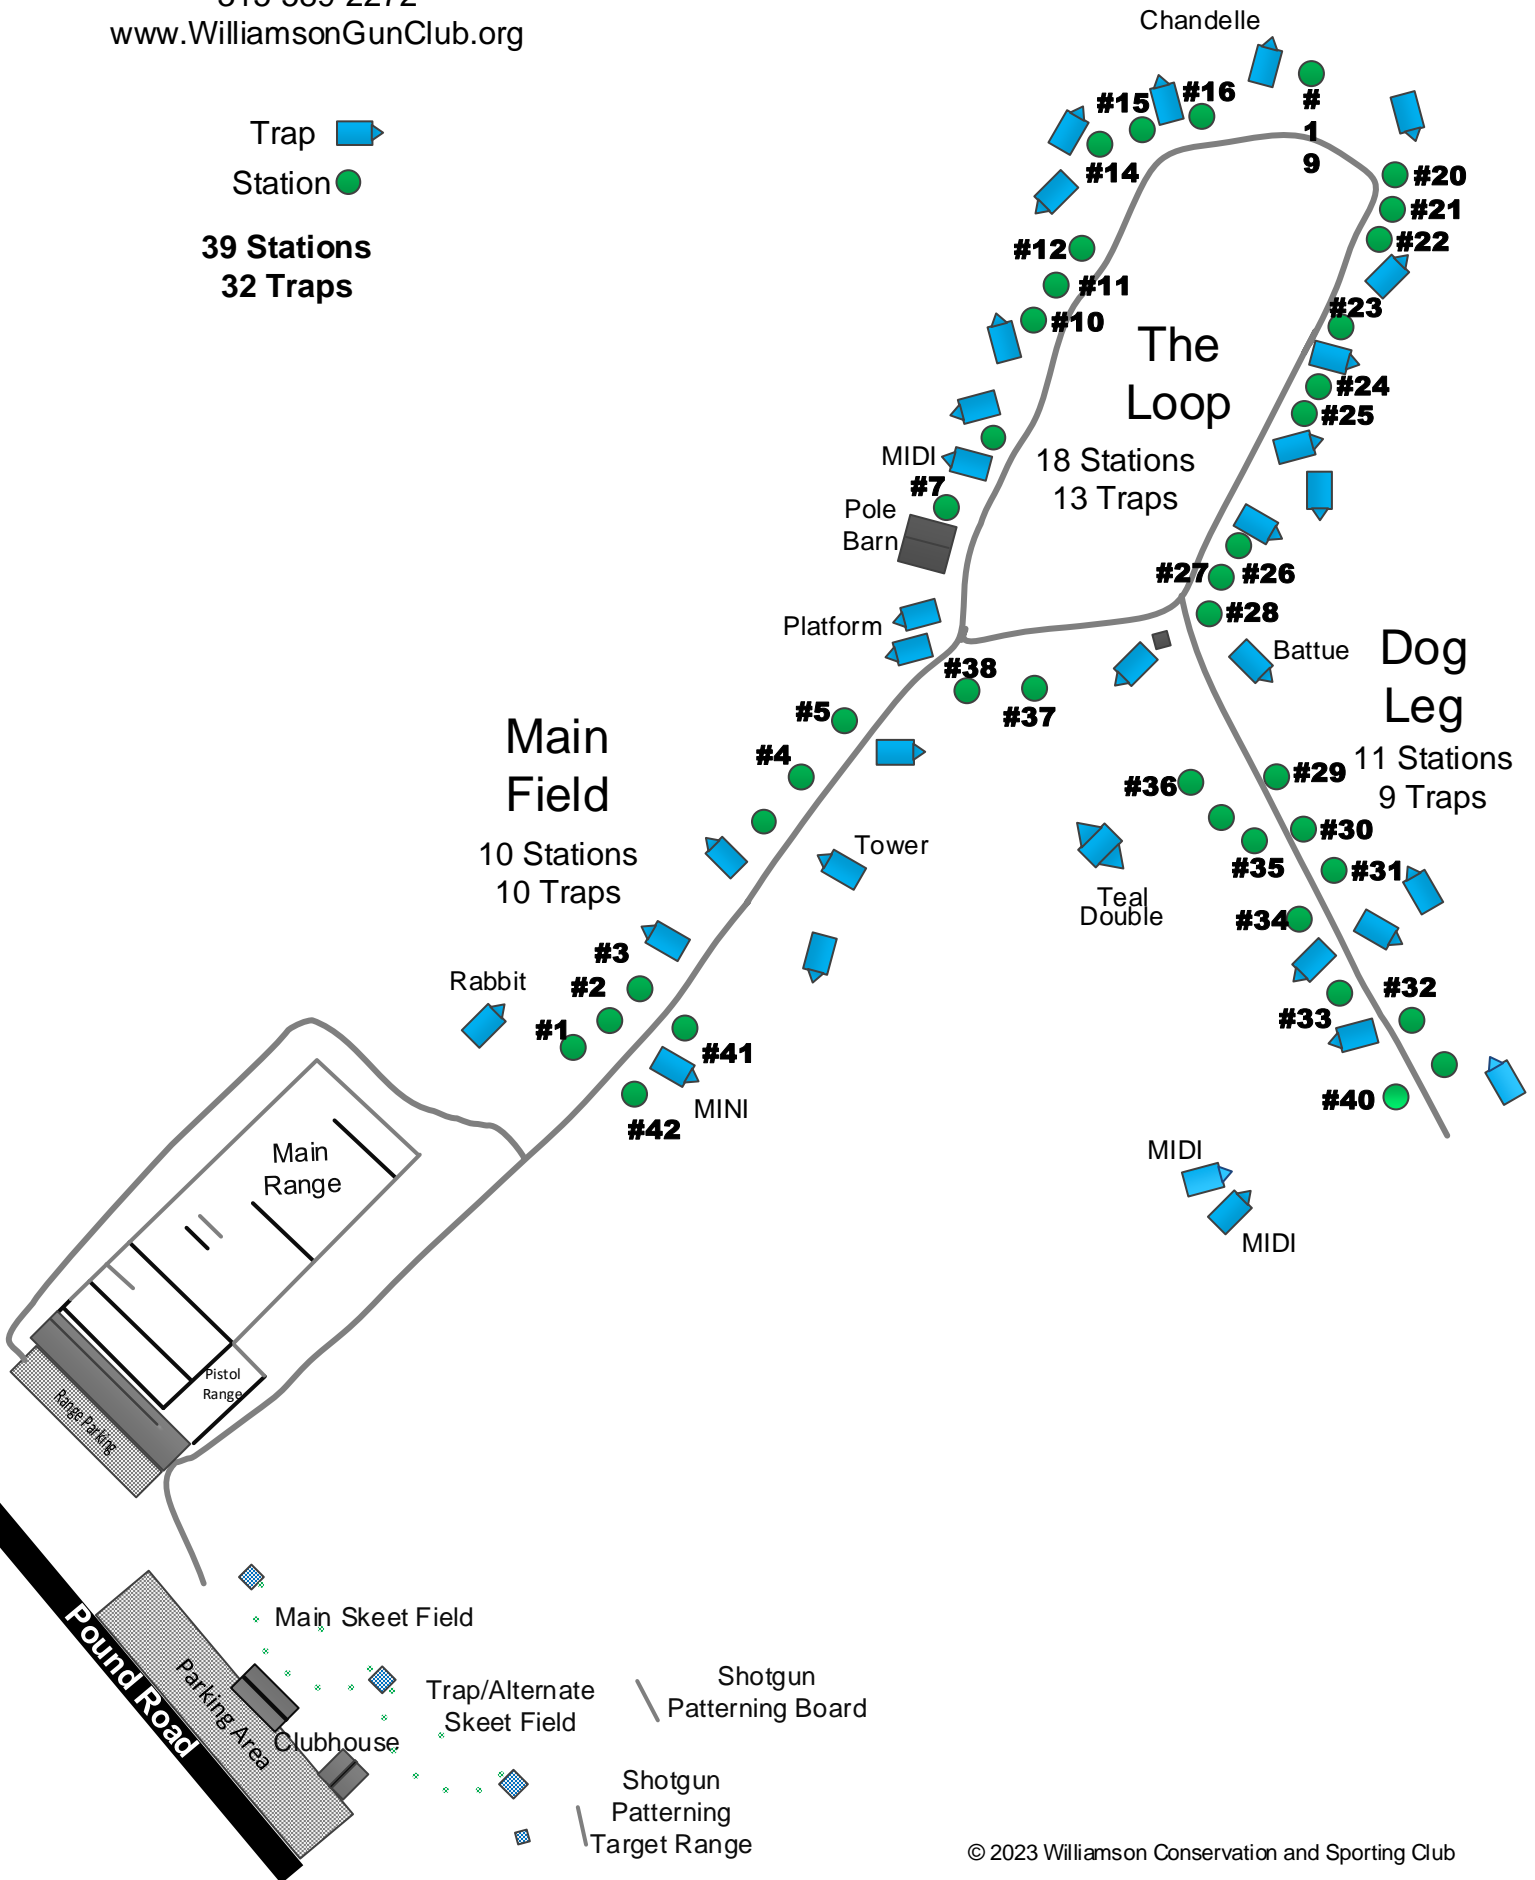 www.WilliamsonGunClub.org
Trap
Station
39 Stations
32 Traps
Chandelle
#15
#16
#14
#
1
9
#20
#21
#22
#12
#11
#10
#23
#24
#25
The
Loop
18 Stations
13 Traps
MIDI
#7
Pole
Barn
#27
#26
#28
Platform
#38
#37
Battue
Dog
Leg
11 Stations
9 Traps
#5
#4
Main
Field
10 Stations
10 Traps
Tower
#36
#29
#30
#35
#31
Teal
Double
#34
#3
#2
#1
Rabbit
#32
#33
#41
MINI
#42
#40
MIDI
MIDI
Main
Range
Pistol
Range
Range Parking
Pound Road
Parking Area
Main Skeet Field
Clubhouse
Trap/Alternate
Skeet Field
Shotgun
Patterning Board
Shotgun
Patterning
Target Range
© 2023 Williamson Conservation and Sporting Club